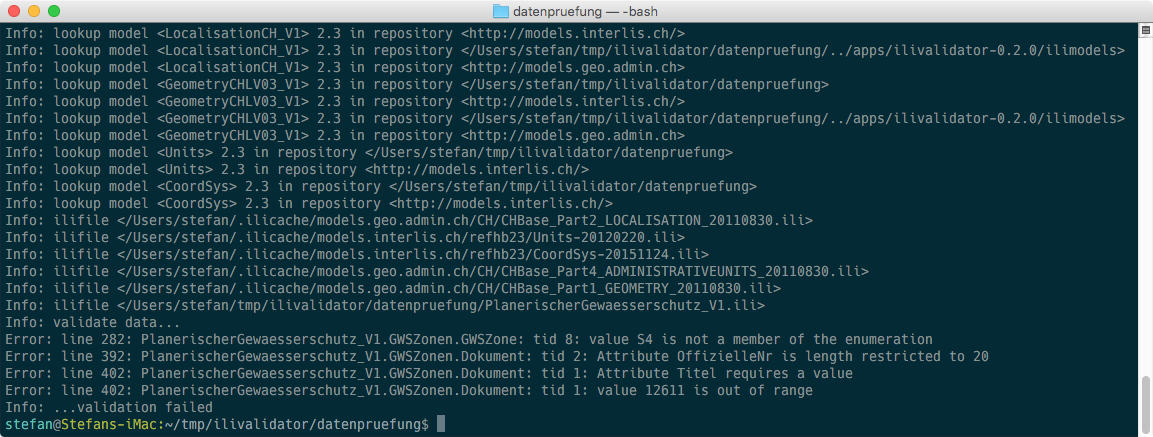 datenpruefung — -bash
Info: lookup model <LocalisationCH_V1> 2.3 in repository <http://models.interlis.ch/>
Info: lookup model <LocalisationCH_V1> 2.3 in repository </Users/stefan/tmp/ilivalidator/datenpruefung/../apps/ilivalidator-0.2.0/ilimodels>
Info: lookup model <LocalisationCH_V1> 2.3 in repository <http://models.geo.admin.ch>
Info: lookup model <GeometryCHLV03_V1> 2.3 in repository </Users/stefan/tmp/ilivalidator/datenpruefung>
Info: lookup model <GeometryCHLV03_V1> 2.3 in repository <http://models.interlis.ch/>
Info: lookup model <GeometryCHLV03_V1> 2.3 in repository </Users/stefan/tmp/ilivalidator/datenpruefung/../apps/ilivalidator-0.2.0/ilimodels>
Info: lookup model <GeometryCHLV03_V1> 2.3 in repository <http://models.geo.admin.ch>
Info: lookup model <Units> 2.3 in repository </Users/stefan/tmp/ilivalidator/datenpruefung>
Info: lookup model <Units> 2.3 in repository <http://models.interlis.ch/>
Info: lookup model <CoordSys> 2.3 in repository </Users/stefan/tmp/ilivalidator/datenpruefung>
Info: lookup model <CoordSys> 2.3 in repository <http://models.interlis.ch/>
Info: ilifile </Users/stefan/.ilicache/models.geo.admin.ch/CH/CHBase_Part2_LOCALISATION_20110830.ili>
Info: ilifile </Users/stefan/.ilicache/models.interlis.ch/refhb23/Units-20120220.ili>
Info: ilifile </Users/stefan/.ilicache/models.interlis.ch/refhb23/CoordSys-20151124.ili>
Info: ilifile </Users/stefan/.ilicache/models.geo.admin.ch/CH/CHBase_Part4_ADMINISTRATIVEUNITS_20110830.ili>
Info: ilifile </Users/stefan/.ilicache/models.geo.admin.ch/CH/CHBase_Part1_GEOMETRY_20110830.ili>
Info: ilifile </Users/stefan/tmp/ilivalidator/datenpruefung/PlanerischerGewaesserschutz_V1.ili>
Info: validate data...
Error: line 282: PlanerischerGewaesserschutz_V1.GWSZonen.GWSZone: tid 8: value S4 is not a member of the enumeration
Error: line 392: PlanerischerGewaesserschutz_V1.GWSZonen.Dokument: tid 2: Attribute OffizielleNr is length restricted to 20
Error: line 402: PlanerischerGewaesserschutz_V1.GWSZonen.Dokument: tid 1: Attribute Titel requires a value
Error: line 402: PlanerischerGewaesserschutz_V1.GWSZonen.Dokument: tid 1: value 12611 is out of range
Info: ...validation failed
stefan@Stefans-iMac:~/tmp/ilivalidator/datenpruefung$